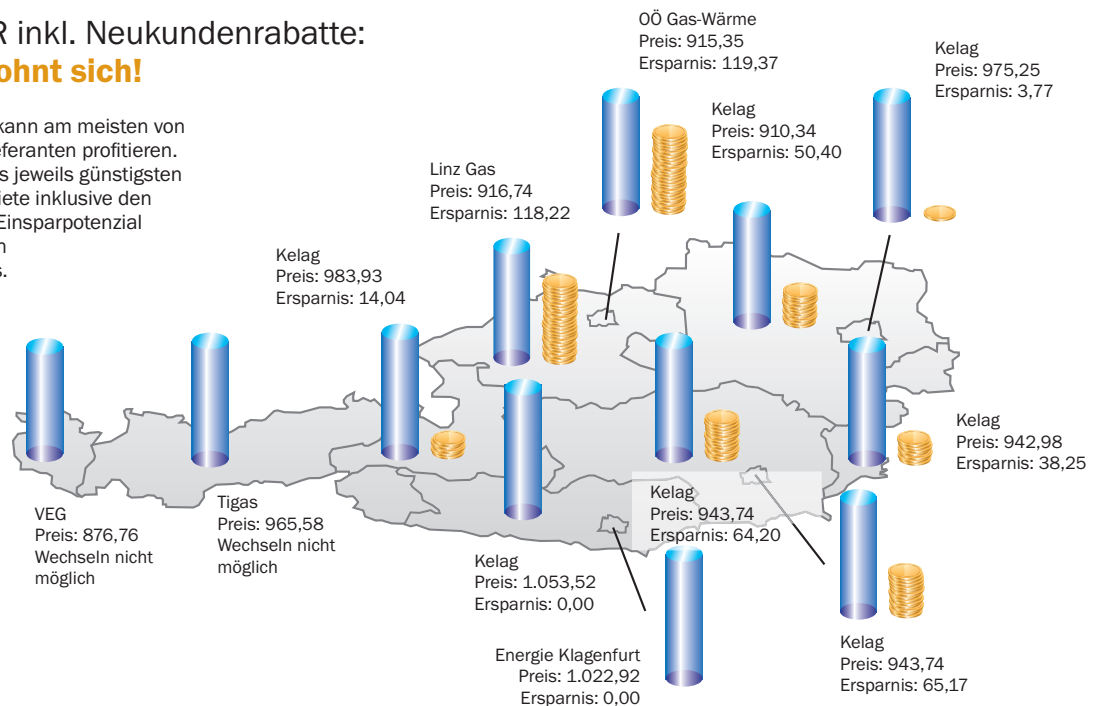 R inkl. Neukundenrabatte:
ohnt sich!
kann am meisten von
eferanten profitieren.
s jeweils günstigsten
iete inklusive den
Einsparpotenzial
n
s.
OÖ Gas-Wärme
Preis: 915,35
Ersparnis: 119,37
Kelag
Preis: 975,25
Ersparnis: 3,77
Kelag
Preis: 910,34
Ersparnis: 50,40
Linz Gas
Preis: 916,74
Ersparnis: 118,22
Kelag
Preis: 983,93
Ersparnis: 14,04
Kelag
Preis: 942,98
Ersparnis: 38,25
VEG
Preis: 876,76
Wechseln nicht
möglich
Tigas
Preis: 965,58
Wechseln nicht
möglich
Kelag
Preis: 943,74
Ersparnis: 64,20
Kelag
Preis: 1.053,52
Ersparnis: 0,00
Energie Klagenfurt
Preis: 1.022,92
Ersparnis: 0,00
Kelag
Preis: 943,74
Ersparnis: 65,17